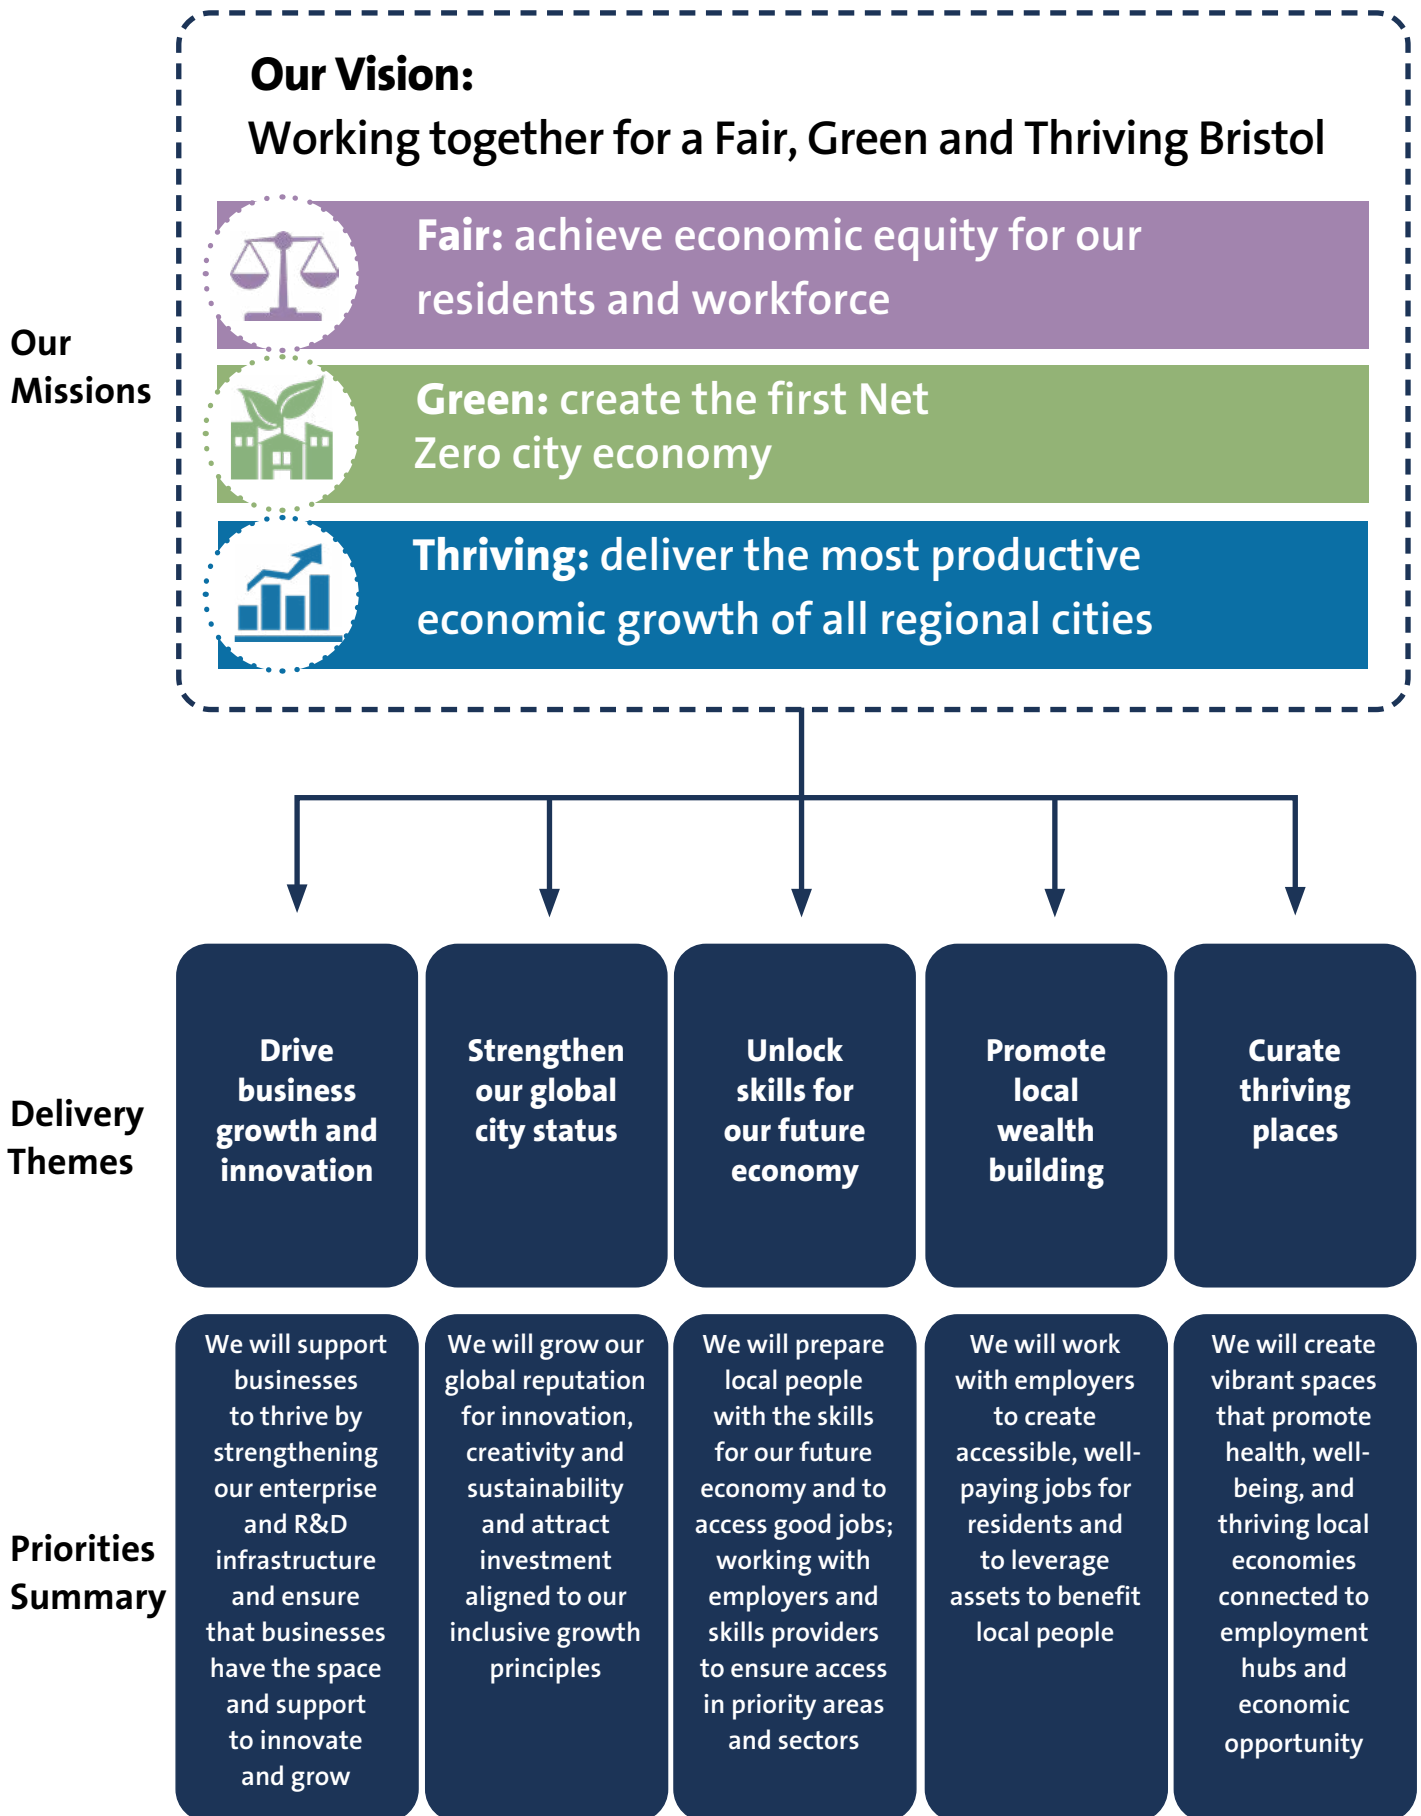 Our Vision:
Working together for a Fair, Green and Thriving Bristol
Our
Missions
Fair: achieve economic equity for our
residents and workforce
Green: create the first Net
Zero city economy
Thriving: deliver the most productive
economic growth of all regional cities
Delivery
Themes
Drive
business
growth and
innovation
Strengthen
our global
city status
Unlock
skills for
our future
economy
Promote
local
wealth
building
Curate
thriving
places
Priorities
Summary
We will support
businesses
to thrive by
strengthening
our enterprise
and R&D
infrastructure
and ensure
that businesses
have the space
and support
to innovate
and grow
We will grow our
global reputation
for innovation,
creativity and
sustainability
and attract
investment
aligned to our
inclusive growth
principles
We will prepare
local people
with the skills
for our future
economy and to
access good jobs;
working with
employers and
skills providers
to ensure access
in priority areas
and sectors
We will work
with employers
to create
accessible, well-
paying jobs for
residents and
to leverage
assets to benefit
local people
We will create
vibrant spaces
that promote
health, well-
being, and
thriving local
economies
connected to
employment
hubs and
economic
opportunity